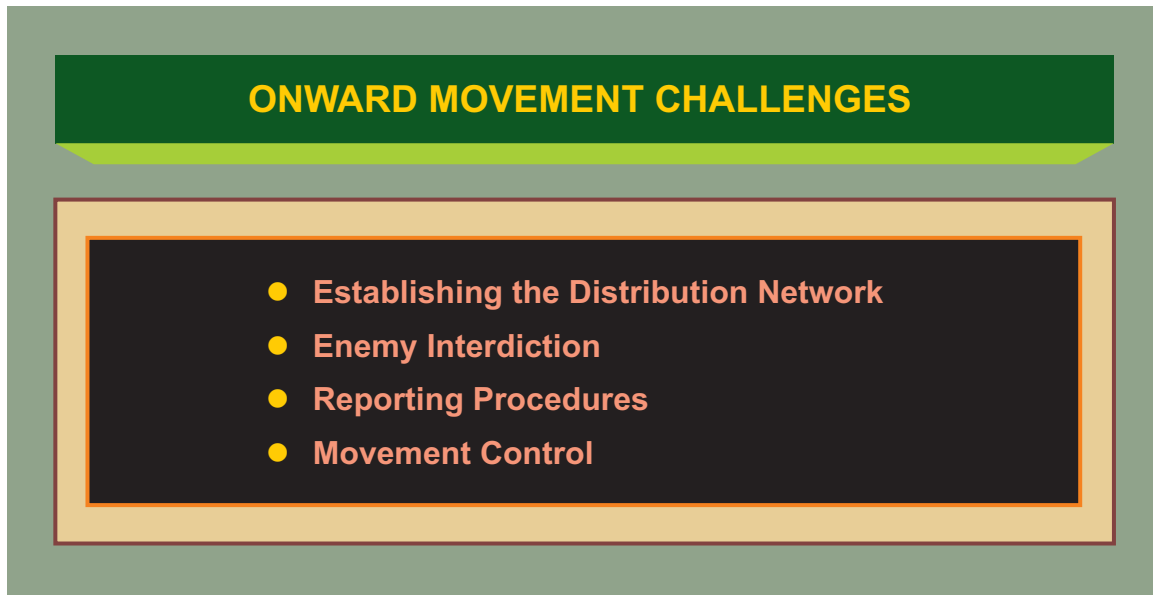 ONWARD MOVEMENT CHALLENGES
Establishing the Distribution Network
Enemy Interdiction
Reporting Procedures
Movement Control